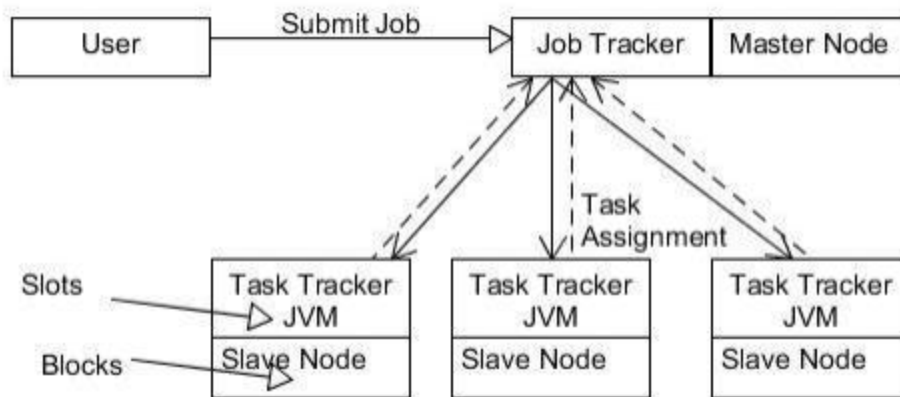 User
Submit Job
Job Tracker
Master Node
Task
Assignment
Slots
Task Tracker
JVM
Task Tracker
JVM
Task Tracker
JVM
Blocks
Slave Node
Slave Node
Slave Node